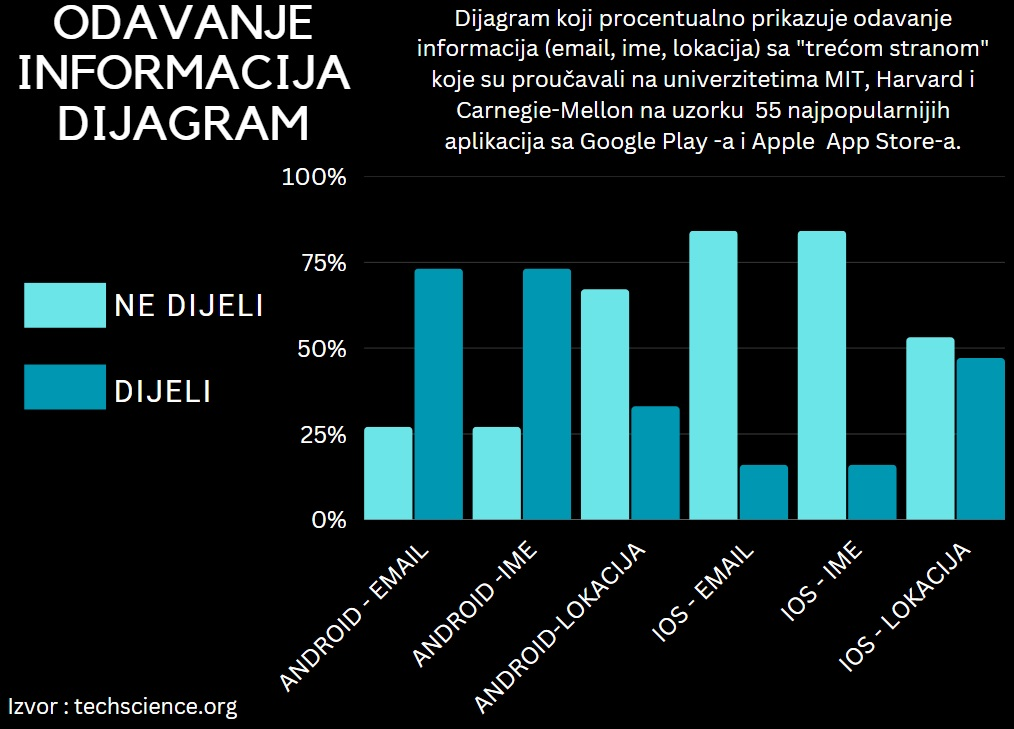 ODAVANJE
INFORMACIJA
DIJAGRAM
Dijagram koji procentualno prikazuje odavanje
informacija (email, ime, lokacija) sa "trećom stranom"
koje su proučavali na univerzitetima MIT, Harvard i
Carnegie-Mellon na uzorku 55 najpopularnijih
aplikacija sa Google Play -a i Apple App Store-a.
NE DIJELI
DIJELI
100%
75%
50%
25%
0%
ANDROID - EMAIL
ANDROID -IME
ANDROID-LOKACIJA
IOS - EMAIL
IOS - IME
IOS - LOKACIJA
Izvor : techscience.org